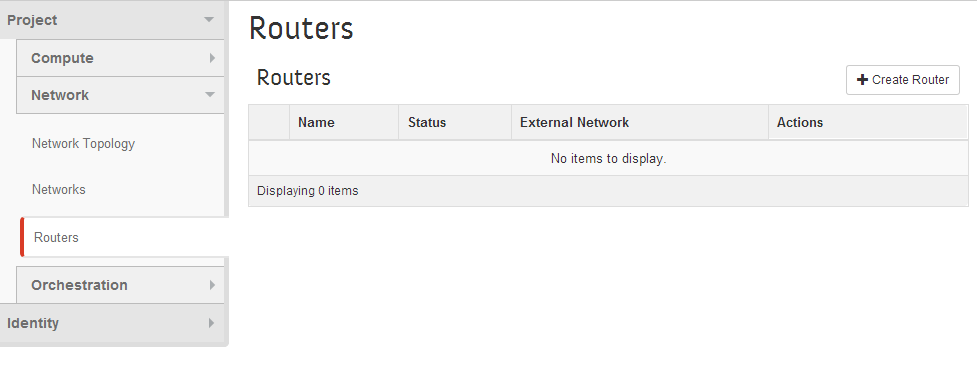 Project
Compute
Network
Network Topology
Networks
Routers
Orchestration
Identity
Routers
Routers
Create Router
Name Status External Network Actions
No items to display.
Displaying 0 items